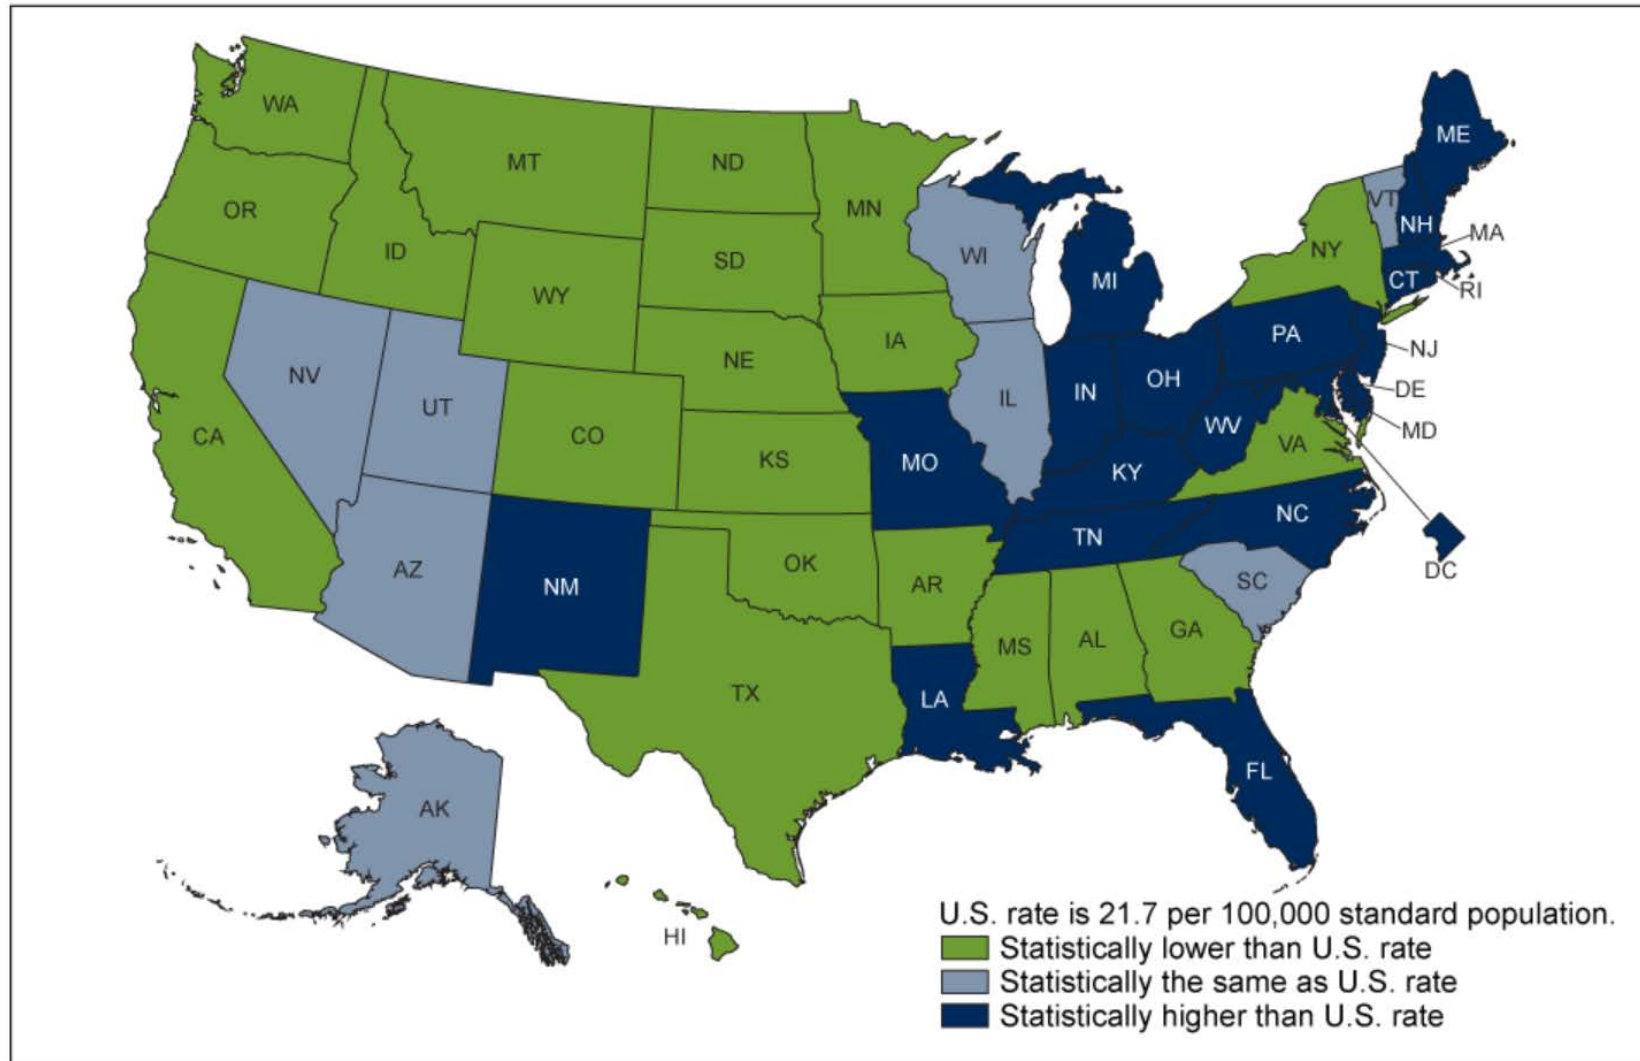 WA
MT
ND
MN
ME
OR
ID
SD
WI
VT
NH
MA
NY
WY
MI
CT
RI
NE
IA
PA
NJ
NV
UT
CO
KS
IL
IN
OH
DE
CA
MO
WV
MD
KY
VA
AZ
NM
OK
AR
TN
NC
SC
DC
MS
AL
GA
TX
LA
FL
AK
HI
U.S. rate is 21.7 per 100,000 standard population.
Statistically lower than U.S. rate
Statistically the same as U.S. rate
Statistically higher than U.S. rate